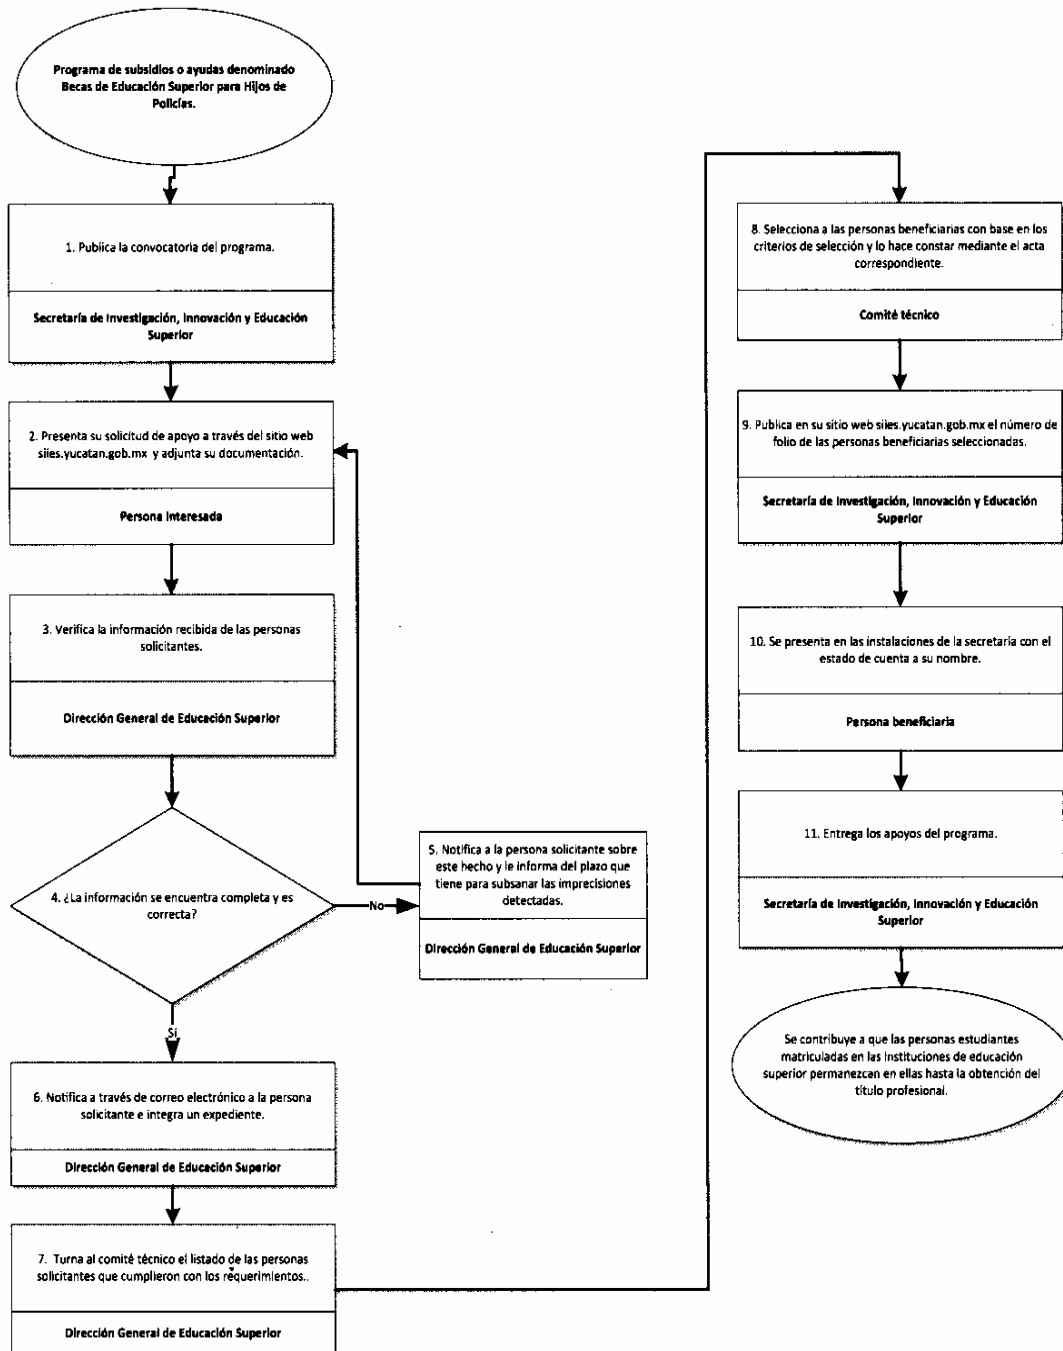 Programa de subsidios o ayudas denominado
Becas de Educación Superior para Hijos de
Policías.
1. Publica la convocatoria del programa.
Secretaría de Investigación, Innovación y Educación
Superior
2. Presenta su solicitud de apoyo a través del sitio web
siies.yucatan.gob.mx y adjunta su documentación.
Persona interesada
3. Verifica la información recibida de las personas
solicitantes.
Dirección General de Educación Superior
4. ¿La información se encuentra completa y es
correcta?
No
5. Notifica a la persona solicitante sobre
este hecho y le informa del plazo que
tiene para subsanar las imprecisiones
detectadas.
Dirección General de Educación Superior
Sí
6. Notifica a través de correo electrónico a la persona
solicitante e integra un expediente.
Dirección General de Educación Superior
7. Turna al comité técnico el listado de las personas
solicitantes que cumplieron con los requerimientos..
Dirección General de Educación Superior
8. Selecciona a las personas beneficiarias con base en los
criterios de selección y lo hace constar mediante el acta
correspondiente.
Comité técnico
9. Publica en su sitio web siies.yucatan.gob.mx el número de
folio de las personas beneficiarias seleccionadas.
Secretaría de Investigación, Innovación y Educación
Superior
10. Se presenta en las instalaciones de la secretaría con el
estado de cuenta a su nombre.
Persona beneficiaria
11. Entrega los apoyos del programa.
Secretaría de Investigación, Innovación y Educación
Superior
Se contribuye a que las personas estudiantes
matriculadas en las Instituciones de educación
superior permanezcan en ellas hasta la obtención del
título profesional.